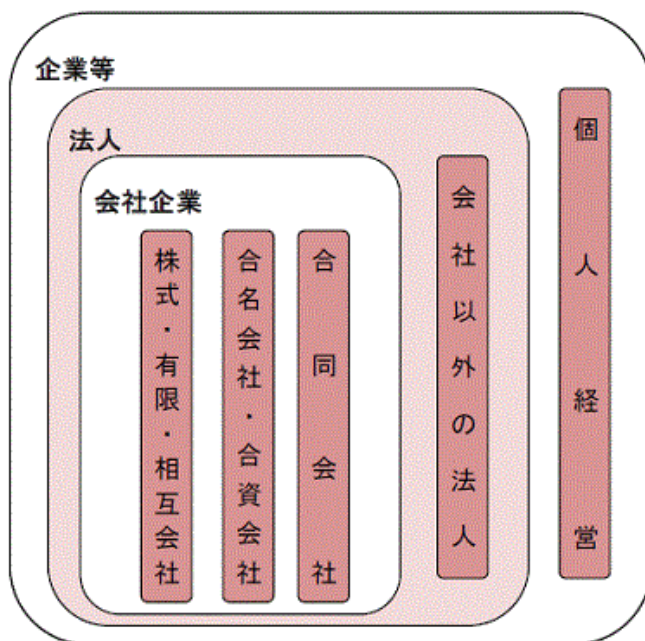 企業等
法人
会社企業
株式・有限・相互会社
合名会社・合資会社
合同会社
会社以外の法人
個人経営